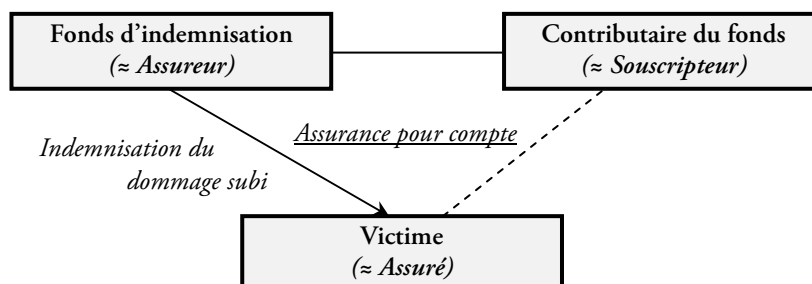 Fonds d’indemnisation
(≈ Assureur)
Contributaire du fonds
(≈ Souscripteur)
Assurance pour compte
Indemnisation du
dommage subi
Victime
(≈ Assuré)